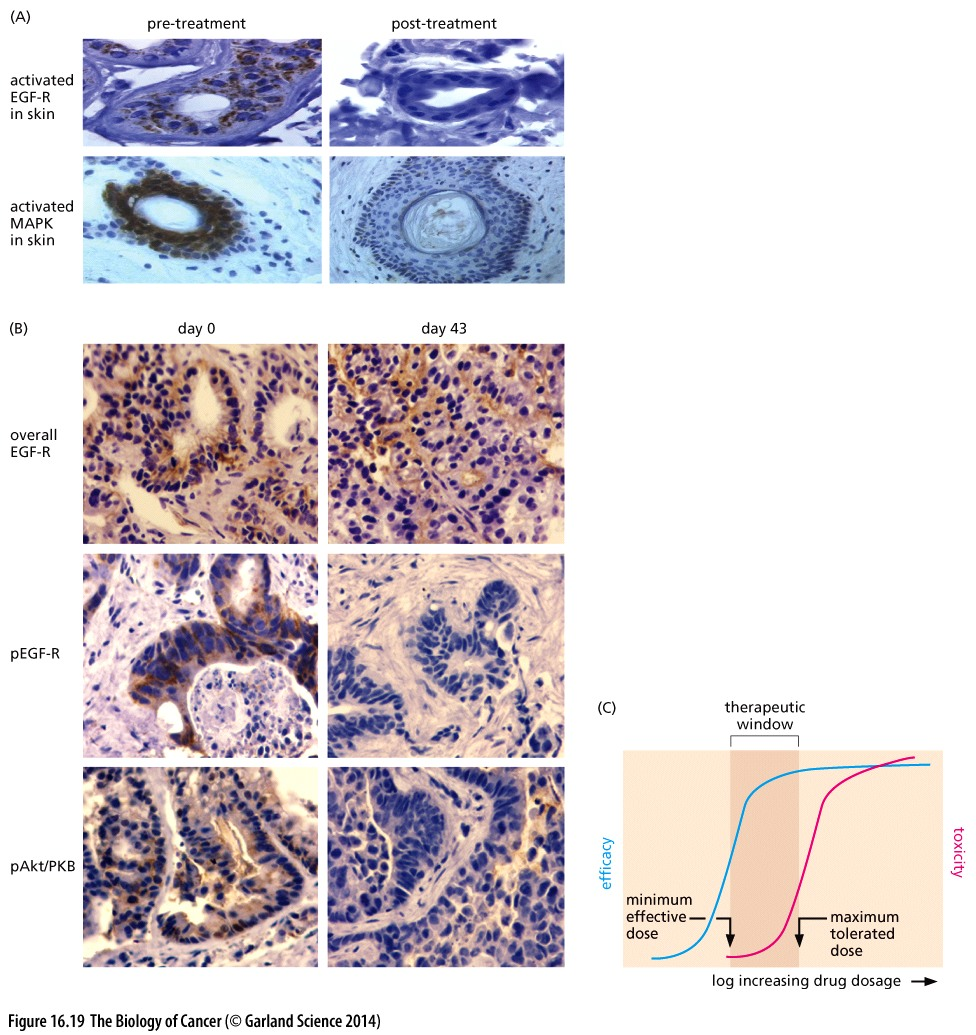 (A)
pre-treatment
post-treatment
activated
EGF-R
in skin
activated
MAPK
in skin
(B)
day 0
day 43
overall
EGF-R
pEGF-R
pAkt/PKB
(C)
therapeutic
window
efficacy
toxicity
minimum
effective
dose
maximum
tolerated
dose
log increasing drug dosage
Figure 16.19 The Biology of Cancer (© Garland Science 2014)